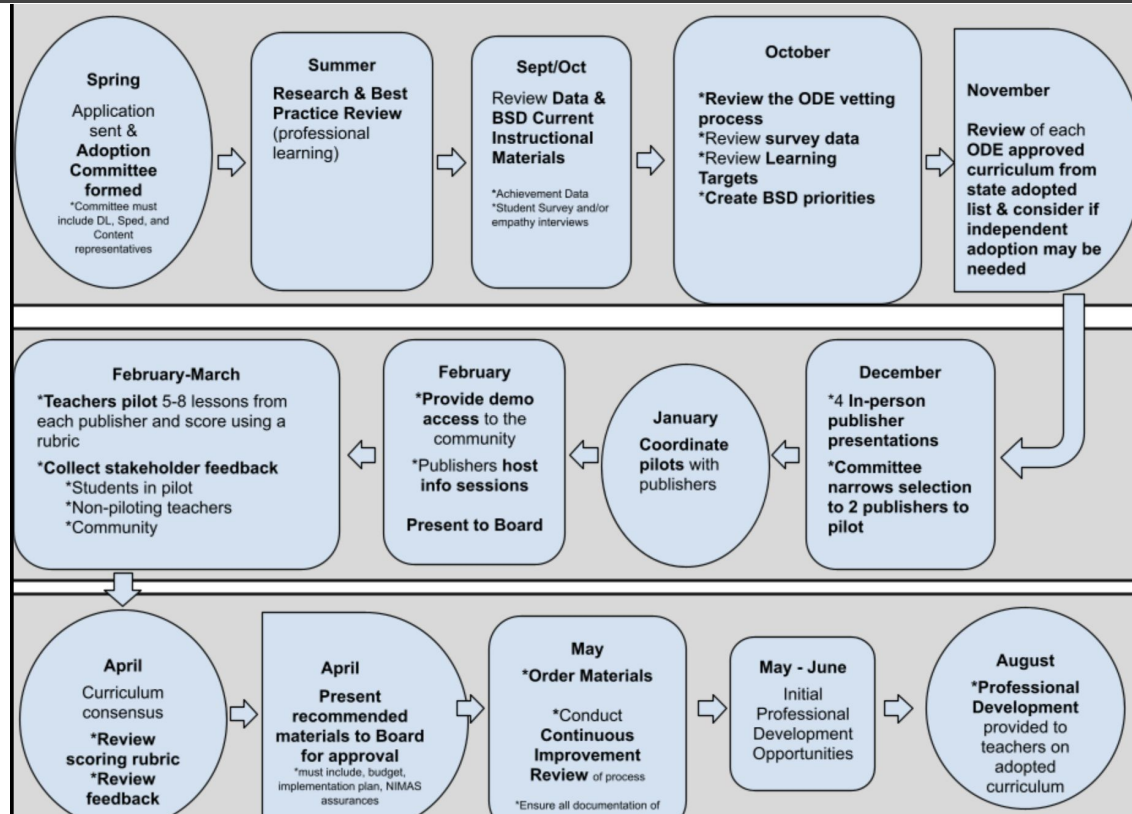 Spring
Application
sent &
Adoption
Committee
formed
*Committee must
include DL, Sped, and
Content
representatives
Summer
Research & Best
Practice Review
(professional
learning)
Sept/Oct
Review Data &
BSD Current
Instructional
Materials
*Achievement Data
*Student Survey and/or
empathy interviews
October
*Review the ODE vetting
process
*Review survey data
*Review Learning
Targets
*Create BSD priorities
November
Review of each
ODE approved
curriculum from
state adopted
list & consider if
independent
adoption may be
needed
December
*4 In-person
publisher
presentations
*Committee
narrows selection
to 2 publishers to
pilot
January
Coordinate
pilots with
publishers
February
*Provide demo
access to the
community
*Publishers host
info sessions
Present to Board
February-March
*Teachers pilot 5-8 lessons from
each publisher and score using a
rubric
*Collect stakeholder feedback
*Students in pilot
*Non-piloting teachers
*Community
April
Curriculum
consensus
*Review
scoring rubric
*Review
feedback
April
Present
recommended
materials to Board
for approval
*must include, budget,
implementation plan, NIMAS
assurances
May
*Order Materials
*Conduct
Continuous
Improvement
Review of process
*Ensure all documentation of
May - June
Initial
Professional
Development
Opportunities
August
*Professional
Development
provided to
teachers on
adopted
curriculum